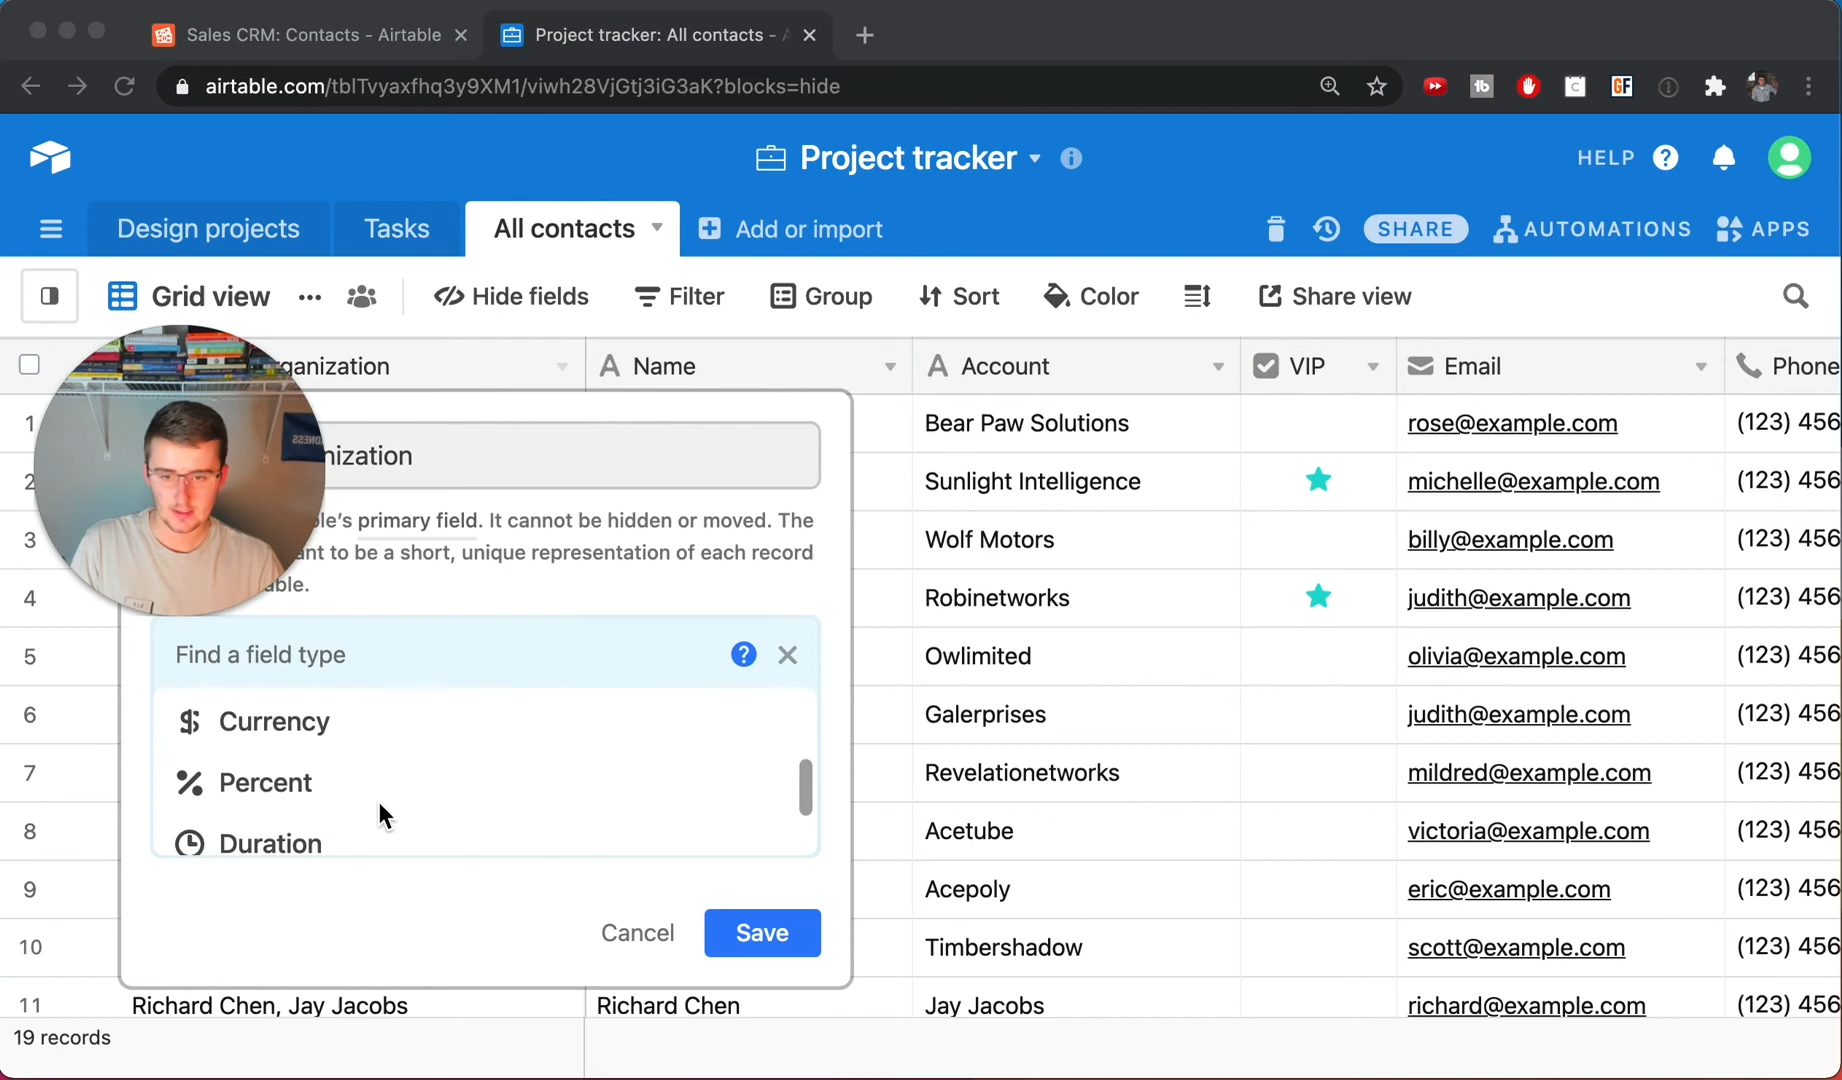 Sales CRM: Contacts - Airtable
Project tracker: All contacts -
airtable.com/tblTvyaxfhq3y9XM1/viwh28VjGtj3iG3aK?blocks=hide
tb
C
GF
Project tracker
HELP
Design projects
Tasks
All contacts
Add or import
SHARE
AUTOMATIONS
APPS
Grid view
Hide fields
Filter
Group
Sort
Color
Share view
ganization
Name
Account
VIP
Email
Phone
1
Bear Paw Solutions
rose@example.com
(123) 456
nization
2
Sunlight Intelligence
michelle@example.com
(123) 456
le's primary field. It cannot be hidden or moved. The
3
Wolf Motors
billy@example.com
(123) 456
ant to be a short, unique representation of each record
able.
4
Robinetworks
judith@example.com
(123) 456
Find a field type
5
Owlimited
olivia@example.com
(123) 456
Currency
6
Galerprises
judith@example.com
(123) 456
Percent
7
Revelationetworks
mildred@example.com
(123) 456
Duration
8
Acetube
victoria@example.com
(123) 456
9
Acepoly
eric@example.com
(123) 456
Cancel
Save
10
Timbershadow
scott@example.com
(123) 456
11
Richard Chen, Jay Jacobs
Richard Chen
Jay Jacobs
richard@example.com
(123) 456
19 records